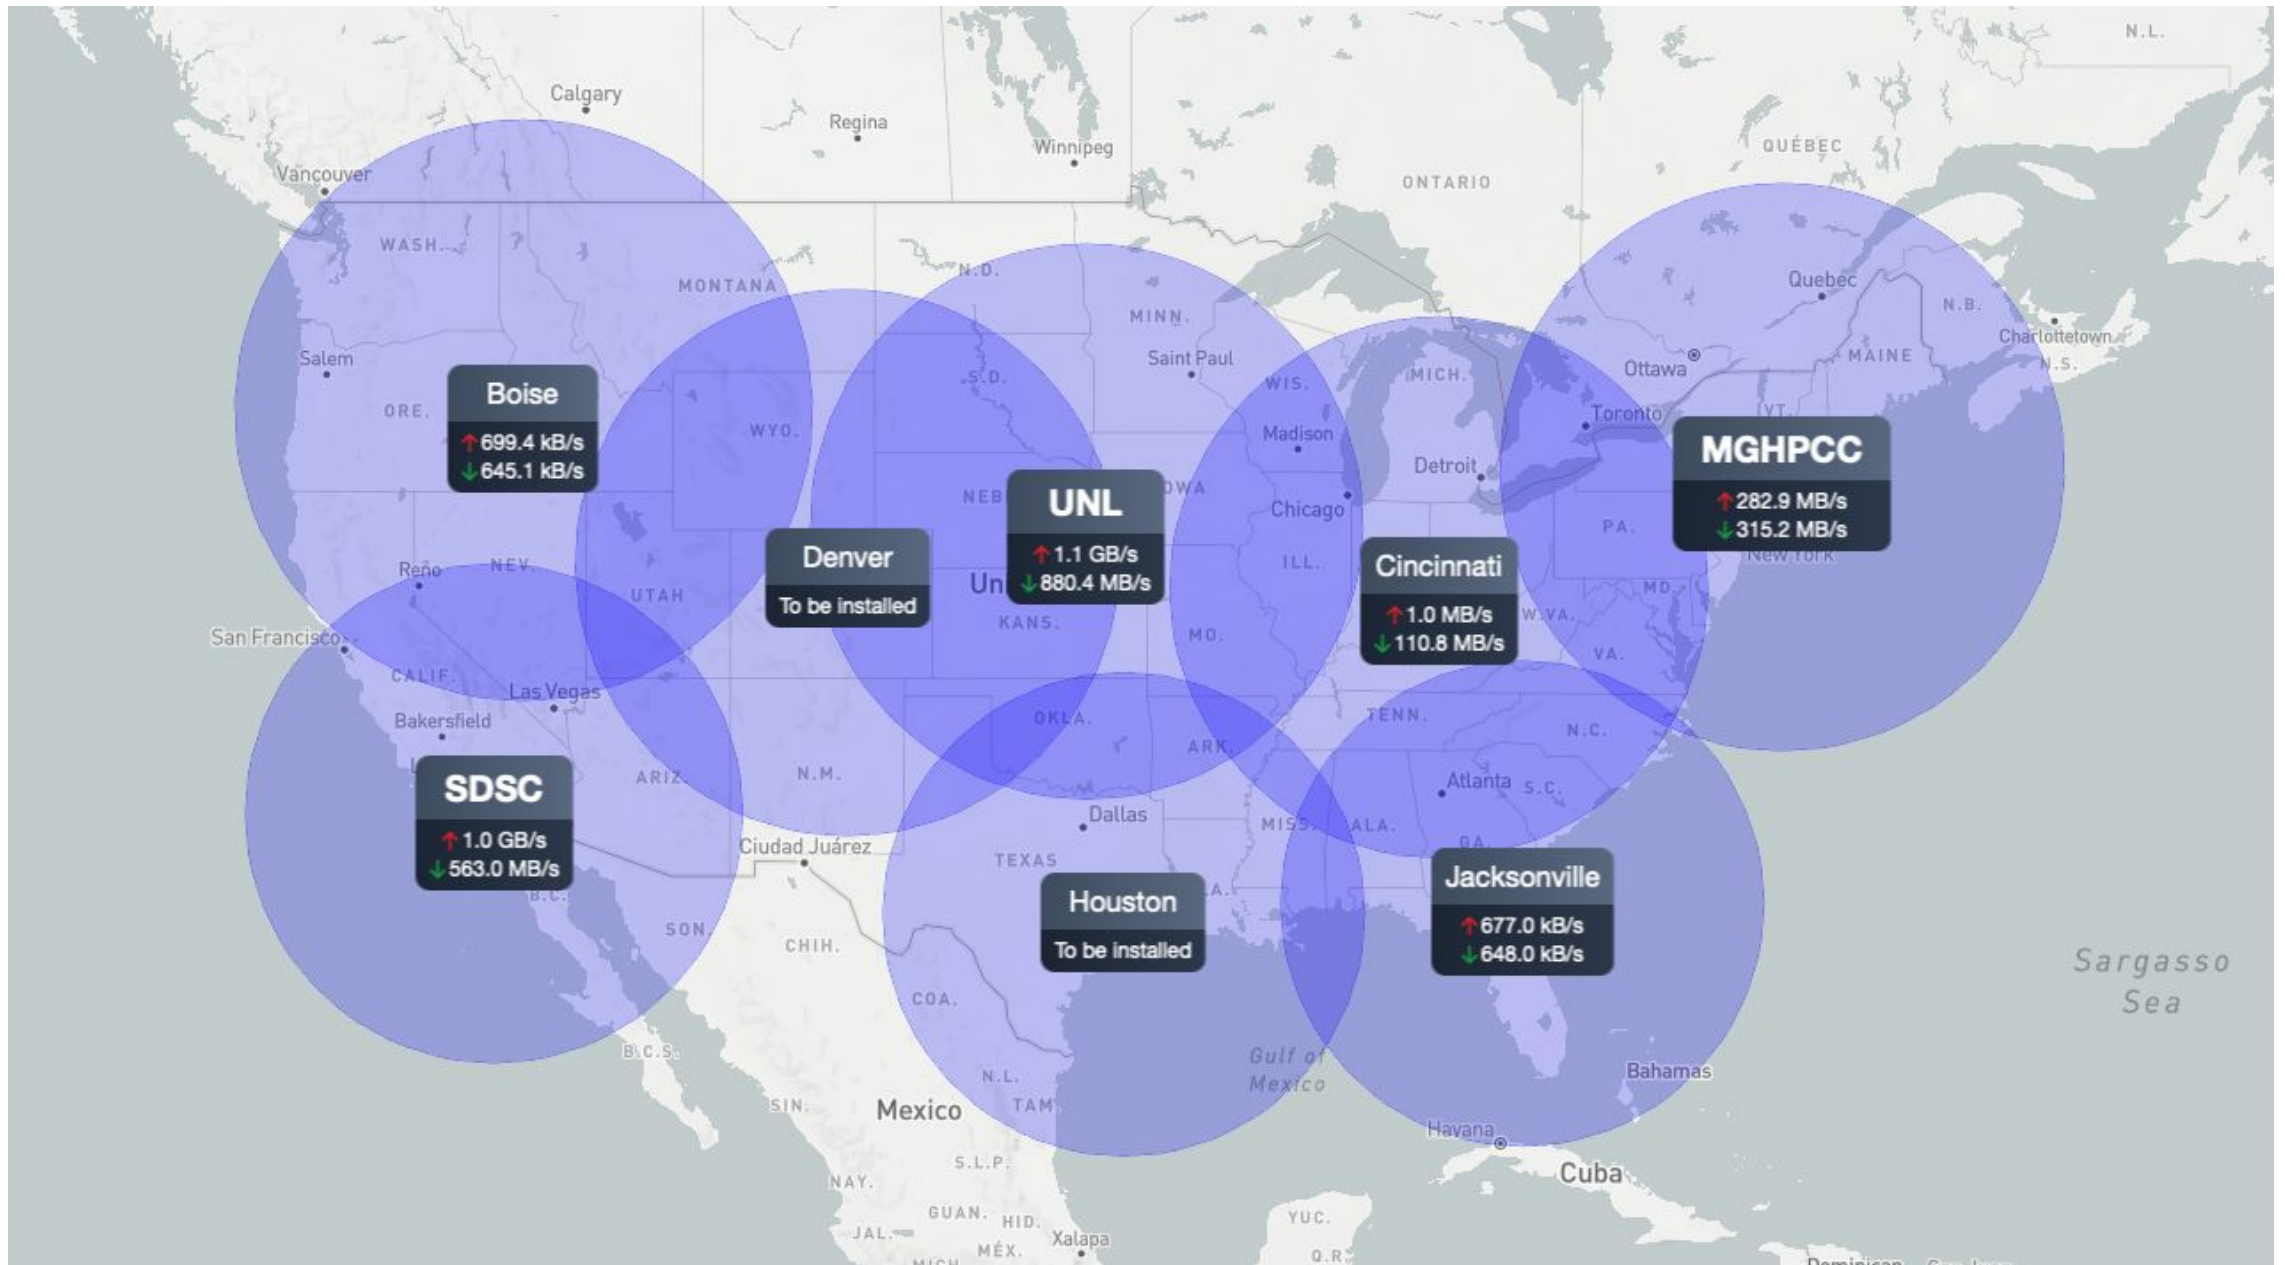 N.L.
Calgary
Regina
Winnipeg
QUÉBEC
Vancouver
ONTARIO
WASH.
MONTANA
N.D.
Quebec
N.B.
MINN.
Charlottetown
Salem
Saint Paul
Ottawa
MAINE
N.S.
S.D.
WIS.
MICH.
ORE.
Boise
↑699.4 kB/s
↓645.1 kB/s
WYO.
Madison
Toronto
VT.
MGHPCC
↑282.9 MB/s
↓315.2 MB/s
Detroit
NEB
UNL
↑1.1 GB/s
↓880.4 MB/s
OWA
Chicago
PA.
New York
Reno
NEV.
Denver
To be installed
Un
ILL.
Cincinnati
↑1.0 MB/s
↓110.8 MB/s
UTAH
KANS.
MD.
W.VA.
San Francisco
MO.
VA.
CALIF.
Las Vegas
Bakersfield
OKLA.
TENN.
N.C.
ARK.
L
SDSC
↑1.0 GB/s
↓563.0 MB/s
ARIZ.
N.M.
Atlanta
S.C.
Dallas
MISS.
ALA.
Ciudad Juárez
TEXAS
GA.
B.C.
Houston
To be installed
A.
Jacksonville
↑677.0 kB/s
↓648.0 kB/s
SON.
CHIH.
Sargasso
Sea
COA.
B.C.S.
Gulf of
Mexico
Bahamas
N.L.
SIN.
Mexico
TAM
Havana
S.L.P.
Cuba
NAY.
GUAN.
HID.
YUC.
JAL.
Xalapa
MÉX.
Q.R.
MICH
Dominican